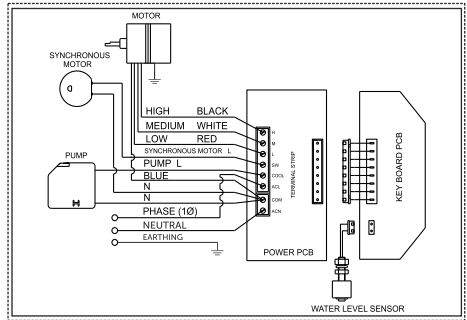 MOTOR
SYNCHRONOUS
MOTOR
HIGH BLACK
MEDIUM WHITE
LOW RED
SYNCHRONOUS MOTOR L
PUMP
PUMP L
BLUE
N
N
PHASE (1Ø)
NEUTRAL
EARTHING
H
M
L
SW
COOL
ACL
COM
ACN
TERMINAL STRIP
POWER PCB
KEY BOARD PCB
WATER LEVEL SENSOR